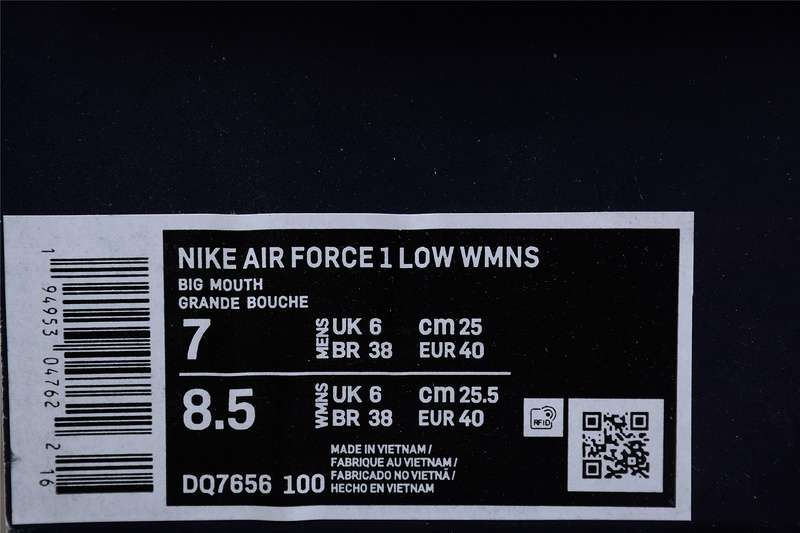 NIKE AIR FORCE 1 LOW WMNS
BIG MOUTH
GRANDE BOUCHE
7 MENS UK 6 cm 25
BR 38 EUR 40
8.5 WMNS UK 6 cm 25.5
BR 38 EUR 40
RFID
MADE IN VIETNAM /
FABRIQUE AU VIETNAM /
FABRICADO NO VIETNÃ /
HECHO EN VIETNAM
DQ7656 100
1 94953 04762 2 16